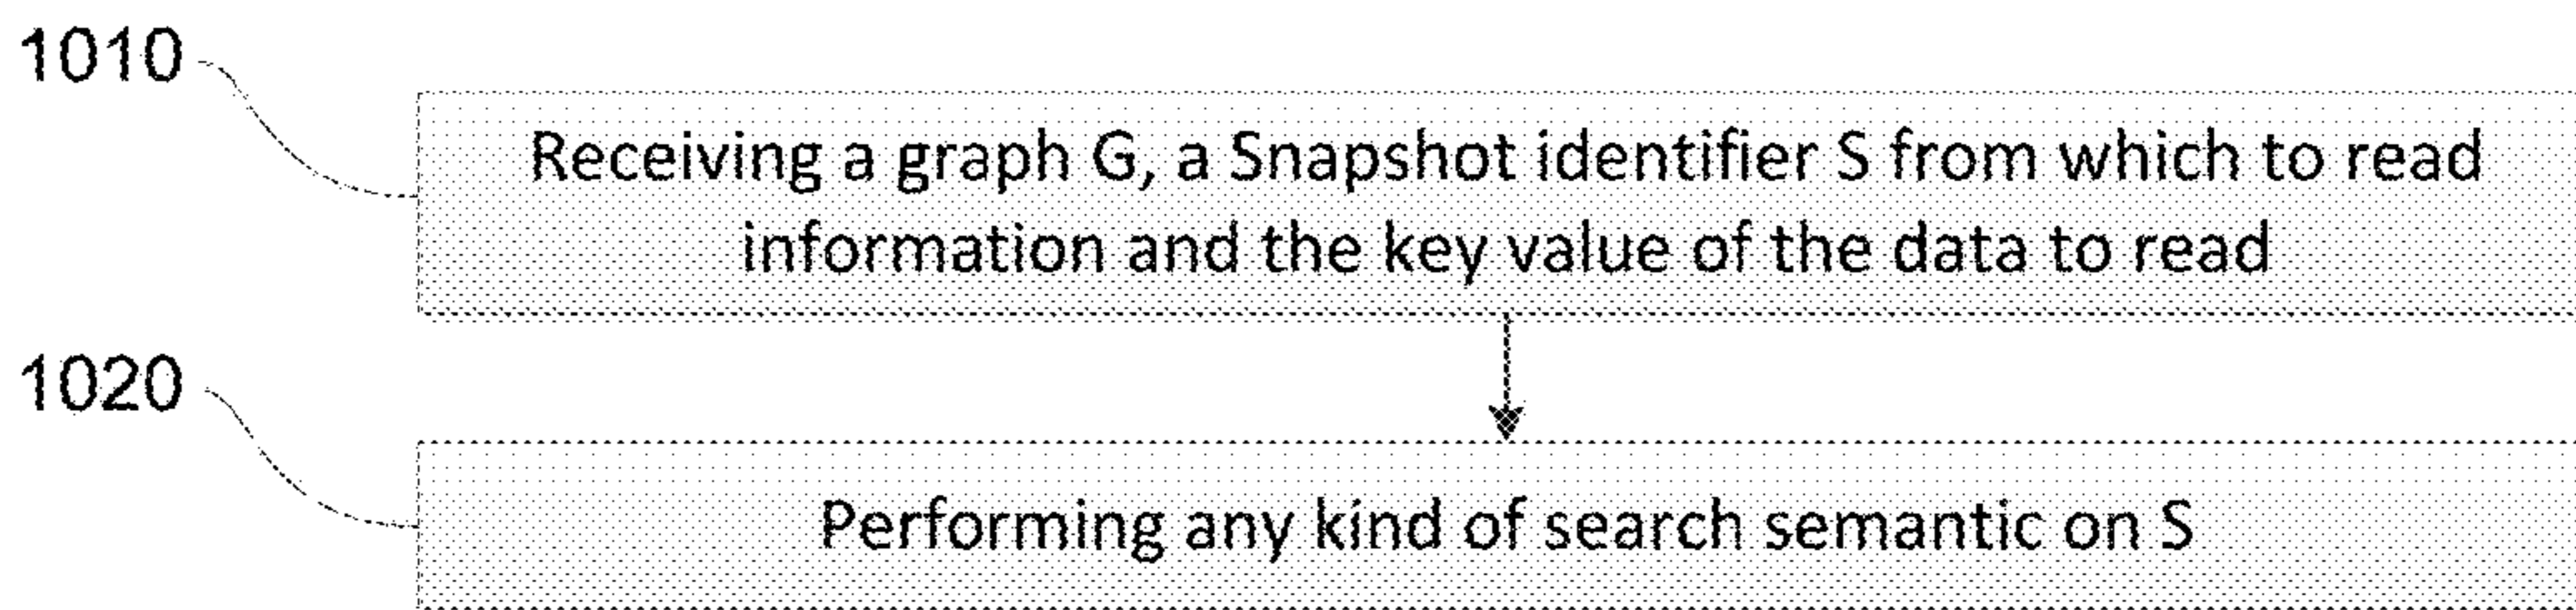 1010
Receiving a graph G, a Snapshot identifier S from which to read
information and the key value of the data to read
1020
Performing any kind of search semantic on S